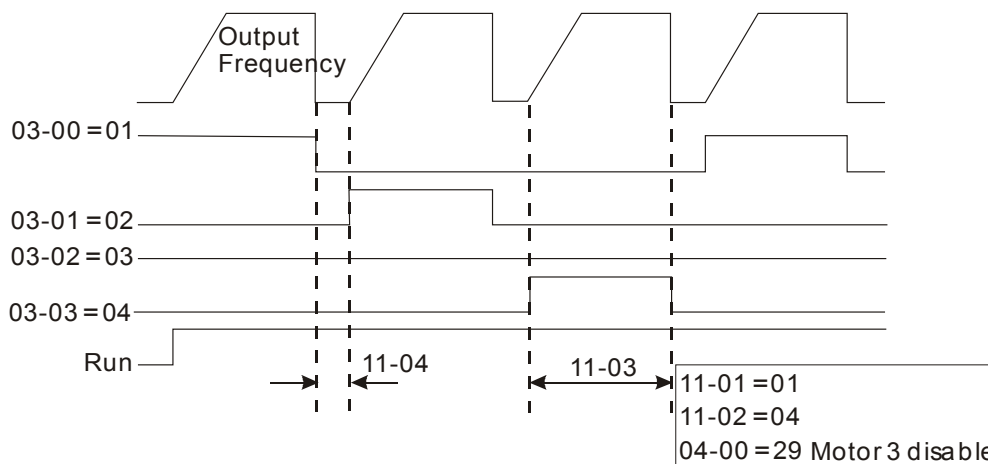 Output
Frequency
03-00=01
03-01=02
03-02=03
03-03=04
Run
11-04
11-03
11-01=01
11-02=04
04-00=29 Motor 3 disable